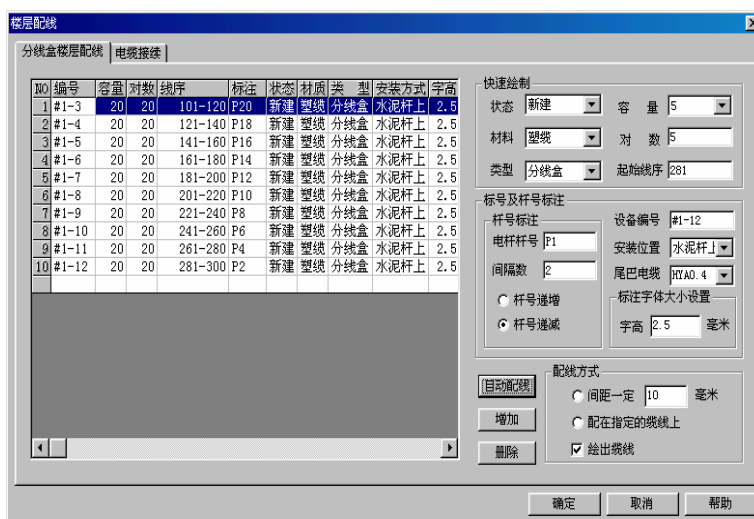 楼层配线
分线盒楼层配线 电缆接续
NO 编号 容量 对数 线序 标注 状态 材质 类 型 安装方式 字高
1 #1-3 20 20 101-120 P20 新建 塑缆 分线盒 水泥杆上 2.5
2 #1-4 20 20 121-140 P18 新建 塑缆 分线盒 水泥杆上 2.5
3 #1-5 20 20 141-160 P16 新建 塑缆 分线盒 水泥杆上 2.5
4 #1-6 20 20 161-180 P14 新建 塑缆 分线盒 水泥杆上 2.5
5 #1-7 20 20 181-200 P12 新建 塑缆 分线盒 水泥杆上 2.5
6 #1-8 20 20 201-220 P10 新建 塑缆 分线盒 水泥杆上 2.5
7 #1-9 20 20 221-240 P8 新建 塑缆 分线盒 水泥杆上 2.5
8 #1-10 20 20 241-260 P6 新建 塑缆 分线盒 水泥杆上 2.5
9 #1-11 20 20 261-280 P4 新建 塑缆 分线盒 水泥杆上 2.5
10 #1-12 20 20 281-300 P2 新建 塑缆 分线盒 水泥杆上 2.5
快速绘制
状态 新建 容 量 5
材料 塑缆 对 数 5
类型 分线盒 起始线序 281
标号及杆号标注
杆号标注
电杆杆号 P1
间隔数 2
杆号递增
杆号递减
设备编号 #1-12
安装位置 水泥杆上
尾巴电缆 HYA0.4
标注字体大小设置
字高 2.5 毫米
自动配线
增加
删除
配线方式
间距一定 10 毫米
配在指定的缆线上
绘出缆线
确定 取消 帮助